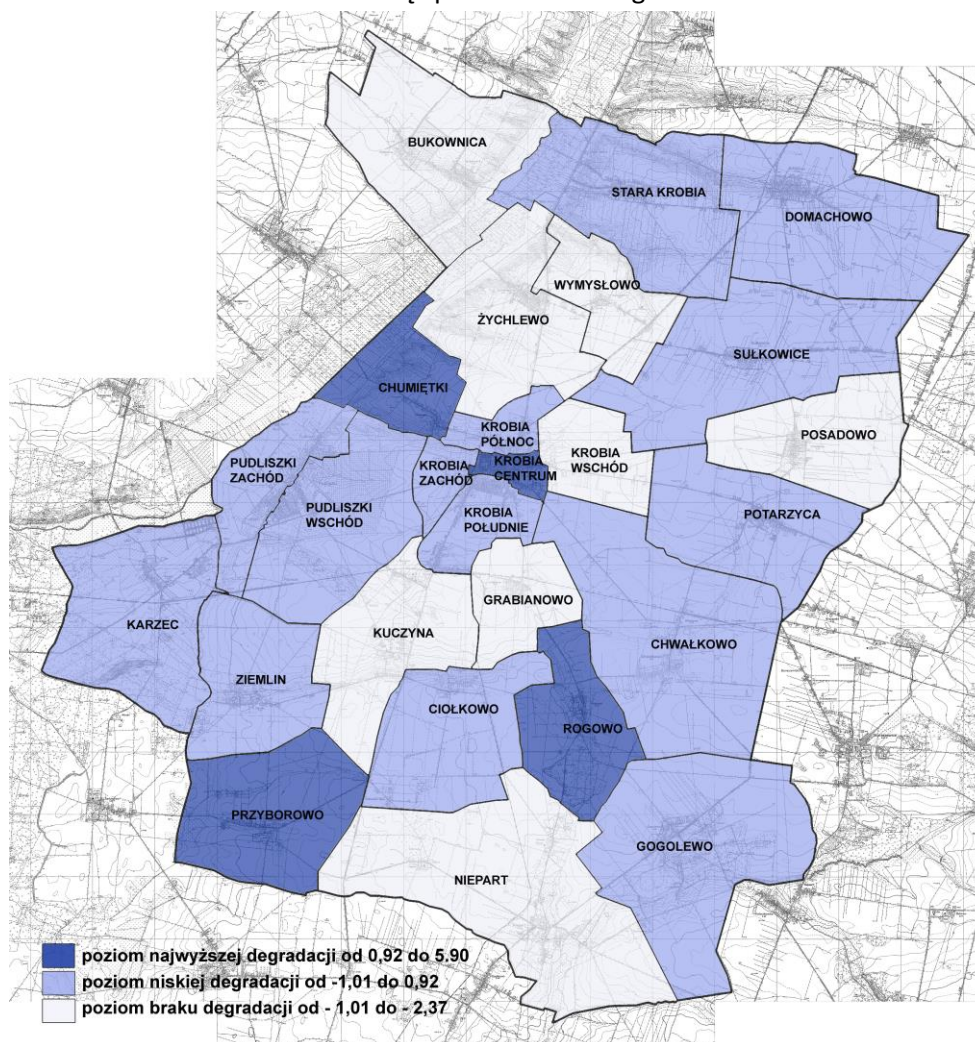 BUKOWNICA
STARA KROBIA
DOMACHOWO
WYMYSŁOWO
ŻYCHLEWO
SUŁKOWICE
CHUMIĘTKI
POSADOWO
KROBIA
PÓŁNOC
KROBIA
WSCHÓD
KROBIA
CENTRUM
KROBIA
ZACHÓD
PUDLISZKI
ZACHÓD
PUDLISZKI
WSCHÓD
KROBIA
POŁUDNIE
POTARZYCA
GRABIANOWO
KARZEC
KUCZYNA
CHWAŁKOWO
ZIEMLIN
CIOŁKOWO
ROGOWO
PRZYBOROWO
GOGOLEWO
NIEPART
poziom najwyższej degradacji od 0,92 do 5.90
poziom niskiej degradacji od -1,01 do 0,92
poziom braku degradacji od - 1,01 do - 2,37